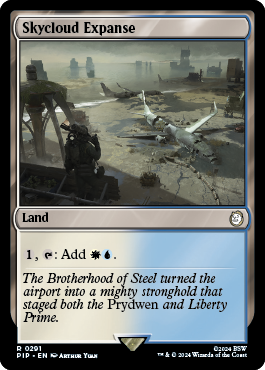 Skycloud Expanse
Land
1, : Add .
The Brotherhood of Steel turned the
airport into a mighty stronghold that
staged both the Prydwen and Liberty
Prime.
R 0291
PIP • EN Arthur Yuan
©2024 BSW
™ & © 2024 Wizards of the Coast